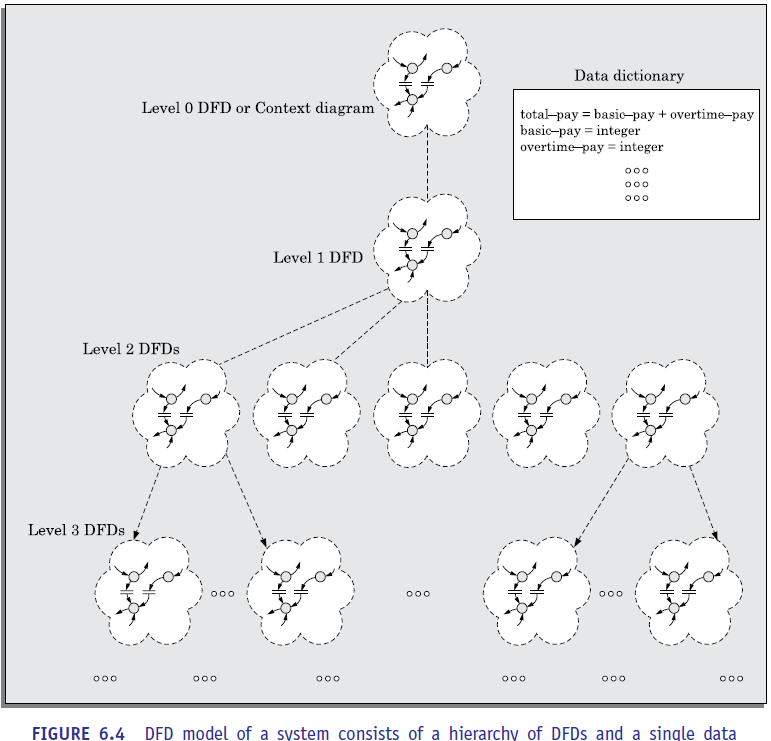 Data dictionary
Level 0 DFD or Context diagram
total–pay = basic–pay + overtime–pay
basic–pay = integer
overtime–pay = integer
Level 1 DFD
Level 2 DFDs
Level 3 DFDs
FIGURE 6.4 DFD model of a system consists of a hierarchy of DFDs and a single data